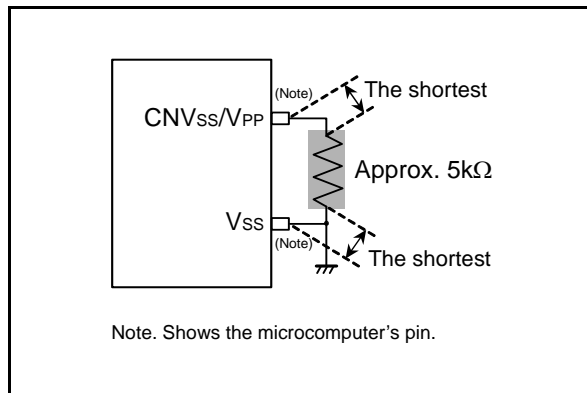 (Note)
The shortest
CNVSS/VPP
Approx. 5kΩ
VSS
(Note)
The shortest
Note. Shows the microcomputer's pin.